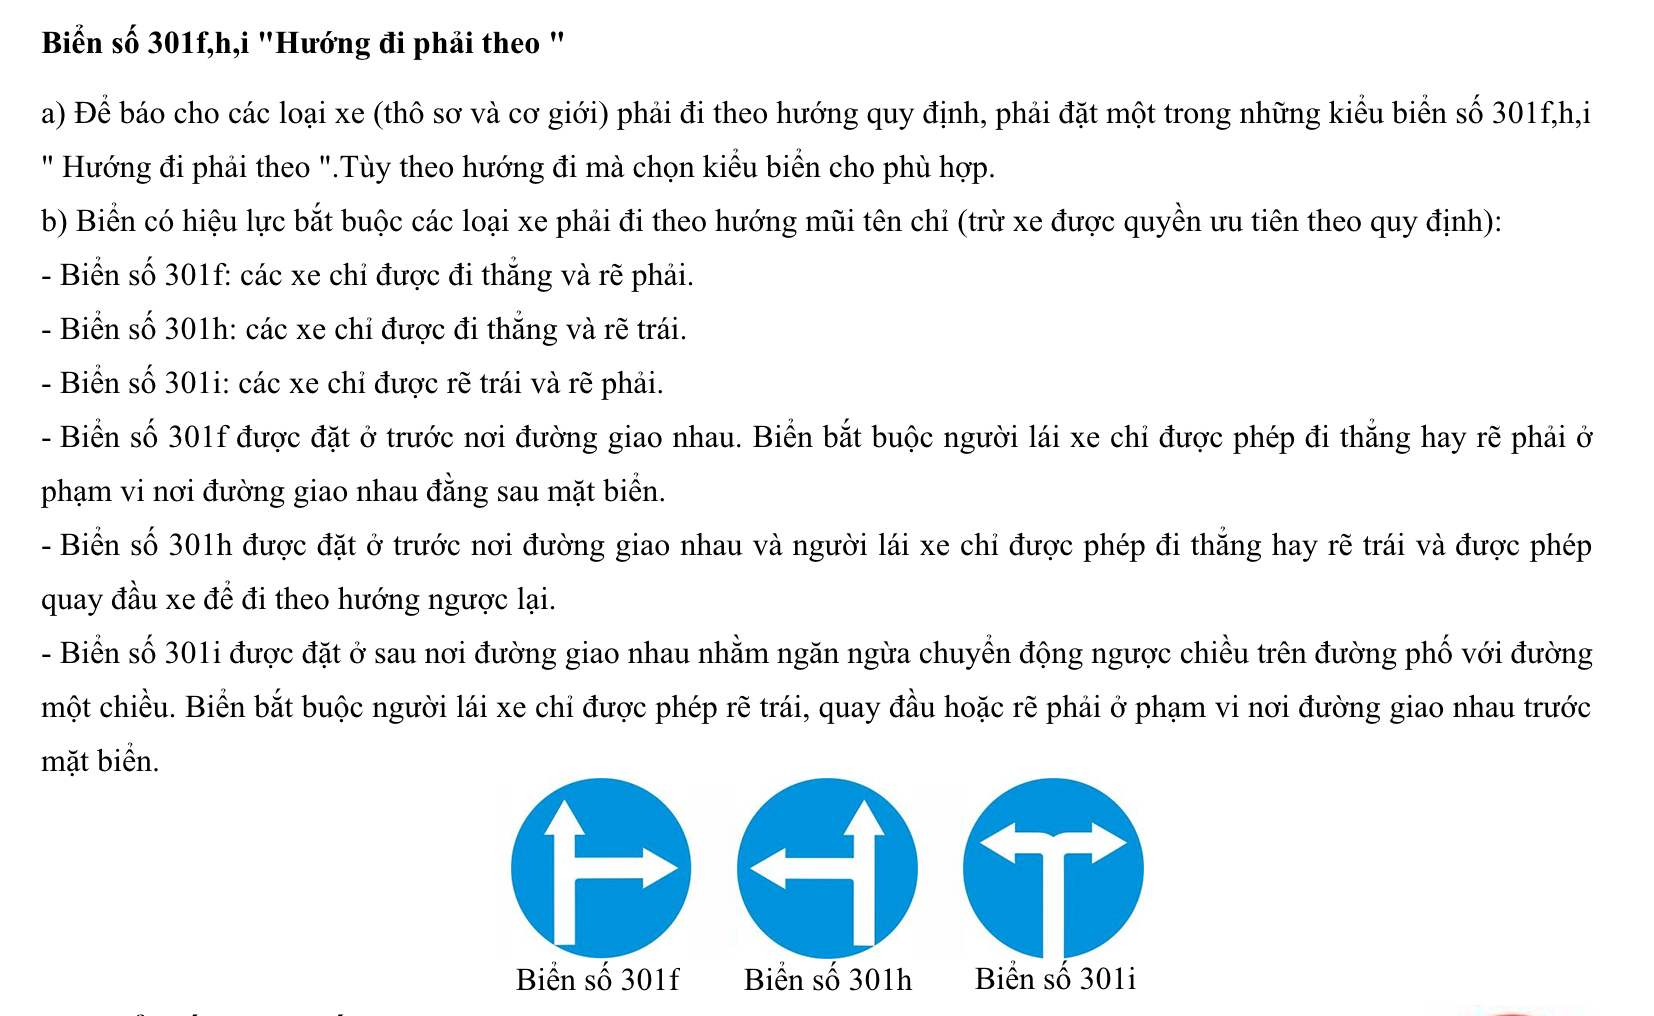 Biển số 301f,h,i "Hướng đi phải theo "
a) Để báo cho các loại xe (thô sơ và cơ giới) phải đi theo hướng quy định, phải đặt một trong những kiểu biển số 301f,h,i
" Hướng đi phải theo ".Tùy theo hướng đi mà chọn kiểu biển cho phù hợp.
b) Biển có hiệu lực bắt buộc các loại xe phải đi theo hướng mũi tên chỉ (trừ xe được quyền ưu tiên theo quy định):
- Biển số 301f: các xe chỉ được đi thẳng và rẽ phải.
- Biển số 301h: các xe chỉ được đi thẳng và rẽ trái.
- Biển số 301i: các xe chỉ được rẽ trái và rẽ phải.
- Biển số 301f được đặt ở trước nơi đường giao nhau. Biển bắt buộc người lái xe chỉ được phép đi thẳng hay rẽ phải ở
phạm vi nơi đường giao nhau đằng sau mặt biển.
- Biển số 301h được đặt ở trước nơi đường giao nhau và người lái xe chỉ được phép đi thẳng hay rẽ trái và được phép
quay đầu xe để đi theo hướng ngược lại.
- Biển số 301i được đặt ở sau nơi đường giao nhau nhằm ngăn ngừa chuyển động ngược chiều trên đường phố với đường
một chiều. Biển bắt buộc người lái xe chỉ được phép rẽ trái, quay đầu hoặc rẽ phải ở phạm vi nơi đường giao nhau trước
mặt biển.
Biển số 301f
Biển số 301h
Biển số 301i